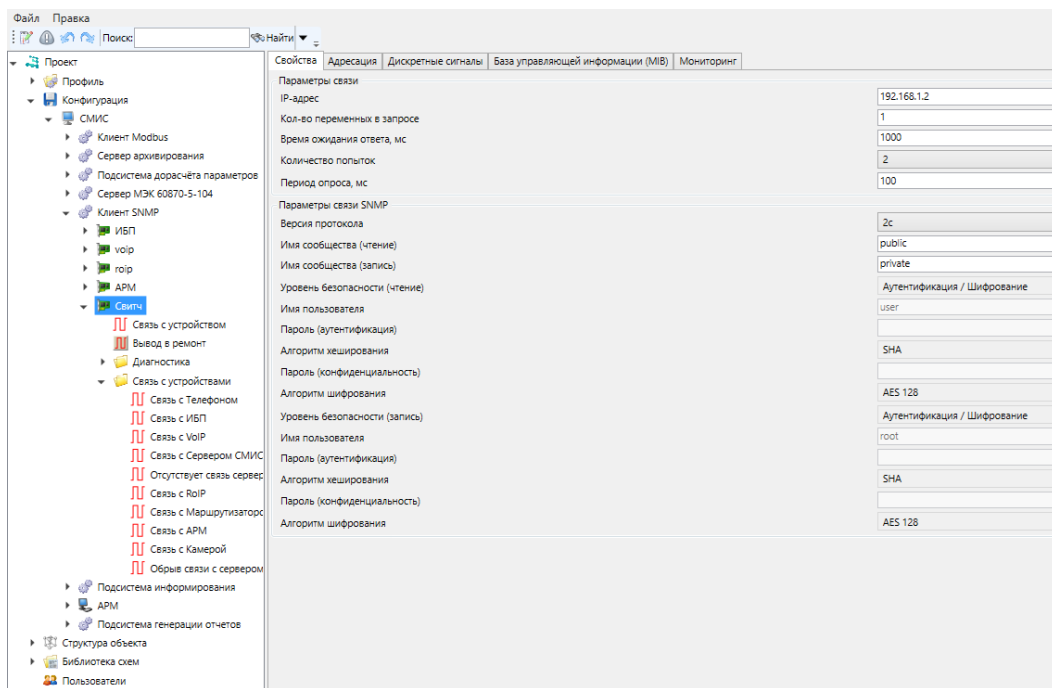 Файл Правка
Поиск: Найти
Проект
Профиль
Конфигурация
СМИС
Клиент Modbus
Сервер архивирования
Подсистема дорасчёта параметров
Сервер МЭК 60870-5-104
Клиент SNMP
ИБП
voip
roip
АРМ
Свитч
Связь с устройством
Вывод в ремонт
Диагностика
Связь с устройствами
Связь с Телефоном
Связь с ИБП
Связь с VoIP
Связь с Сервером СМИС
Отсутствует связь сервер
Связь с RoIP
Связь с Маршрутизаторо
Связь с АРМ
Связь с Камерой
Обрыв связи с сервером
Подсистема информирования
АРМ
Подсистема генерации отчетов
Структура объекта
Библиотека схем
Пользователи
Свойства Адресация Дискретные сигналы База управляющей информации (MIB) Мониторинг
Параметры связи
IP-адрес 192.168.1.2
Кол-во переменных в запросе 1
Время ожидания ответа, мс 1000
Количество попыток 2
Период опроса, мс 100
Параметры связи SNMP
Версия протокола 2c
Имя сообщества (чтение) public
Имя сообщества (запись) private
Уровень безопасности (чтение) Аутентификация / Шифрование
Имя пользователя user
Пароль (аутентификация)
Алгоритм хеширования SHA
Пароль (конфиденциальность)
Алгоритм шифрования AES 128
Уровень безопасности (запись) Аутентификация / Шифрование
Имя пользователя root
Пароль (аутентификация)
Алгоритм хеширования SHA
Пароль (конфиденциальность)
Алгоритм шифрования AES 128